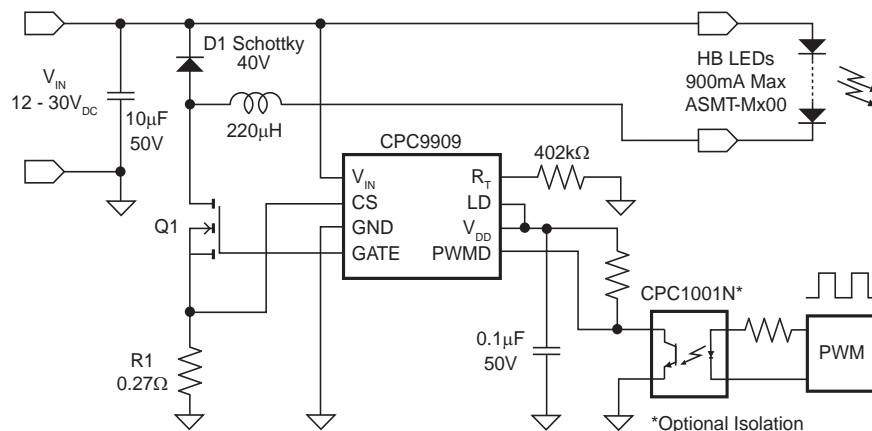 D1 Schottky
40V
V_IN
12 - 30V_DC
10μF
50V
220μH
HB LEDs
900mA Max
ASMT-Mx00
CPC9909
V_IN
CS
GND
GATE
R_T
LD
V_DD
PWMD
402kΩ
Q1
R1
0.27Ω
0.1μF
50V
CPC1001N*
PWM
*Optional Isolation